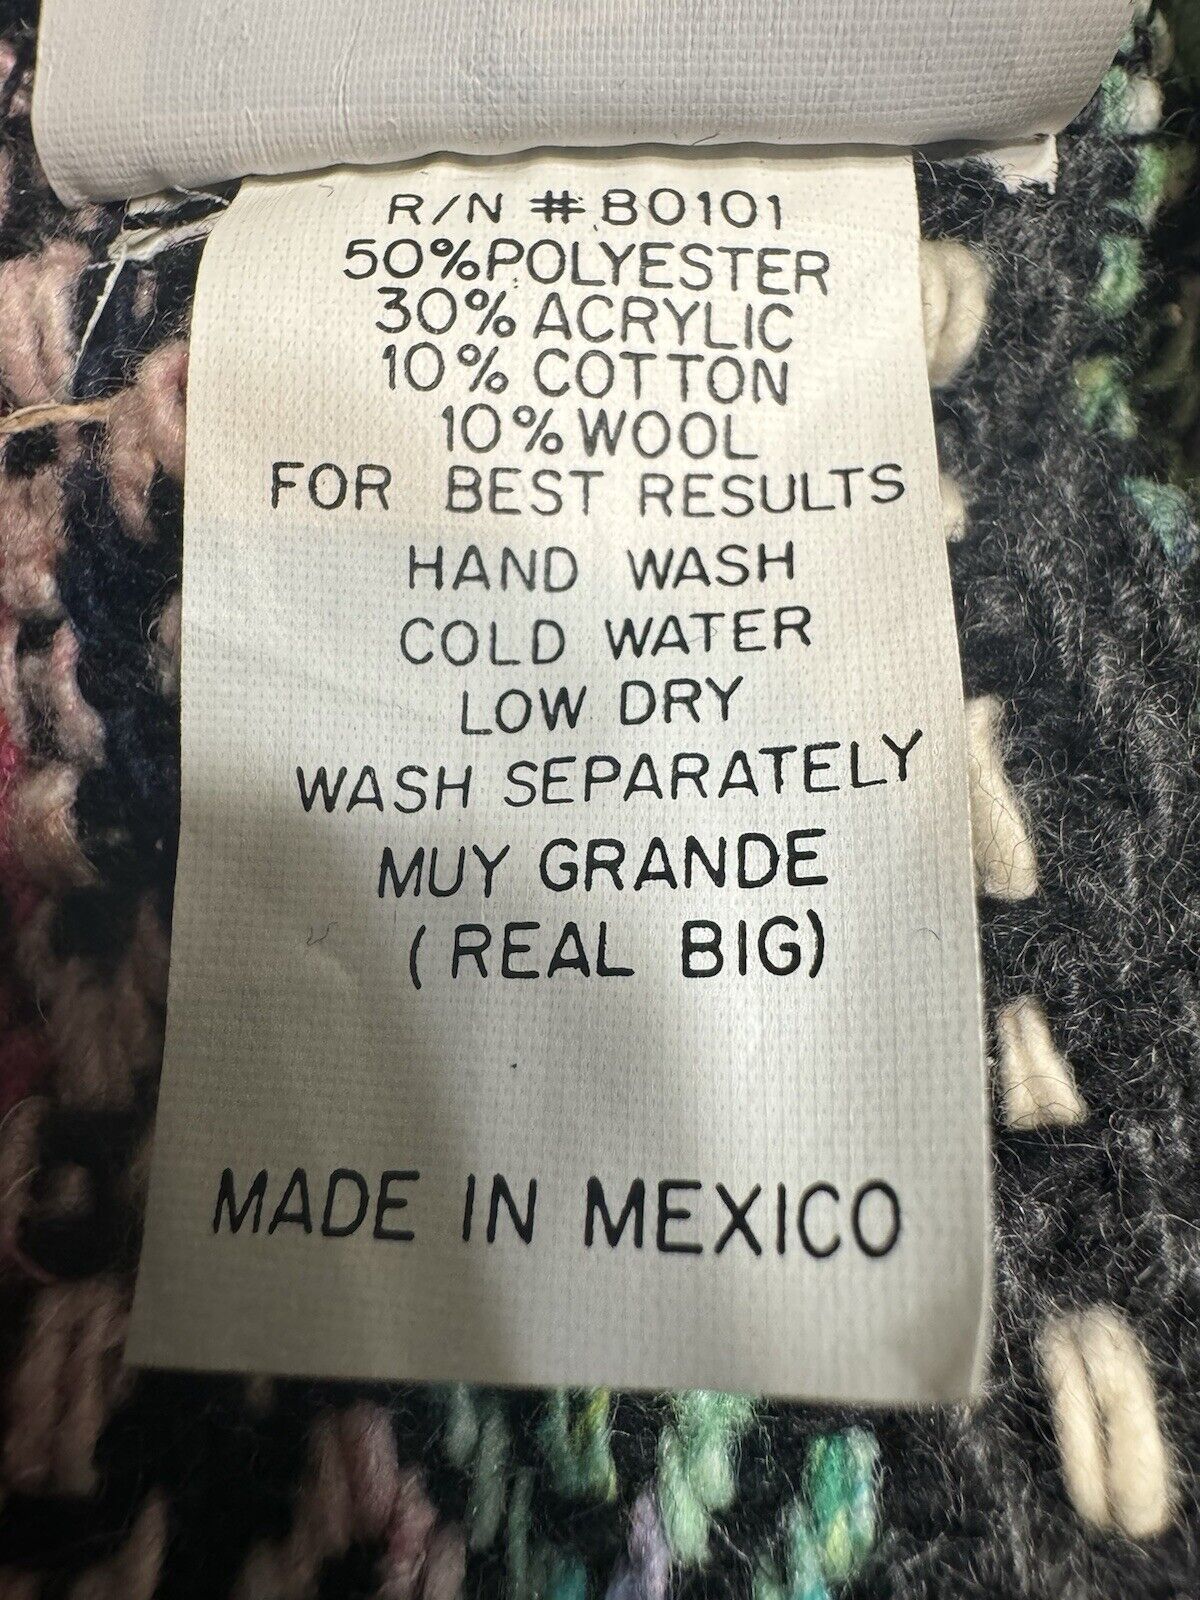 R/N # B0101
50% POLYESTER
30% ACRYLIC
10% COTTON
10% WOOL
FOR BEST RESULTS
HAND WASH
COLD WATER
LOW DRY
WASH SEPARATELY
MUY GRANDE
(REAL BIG)
MADE IN MEXICO